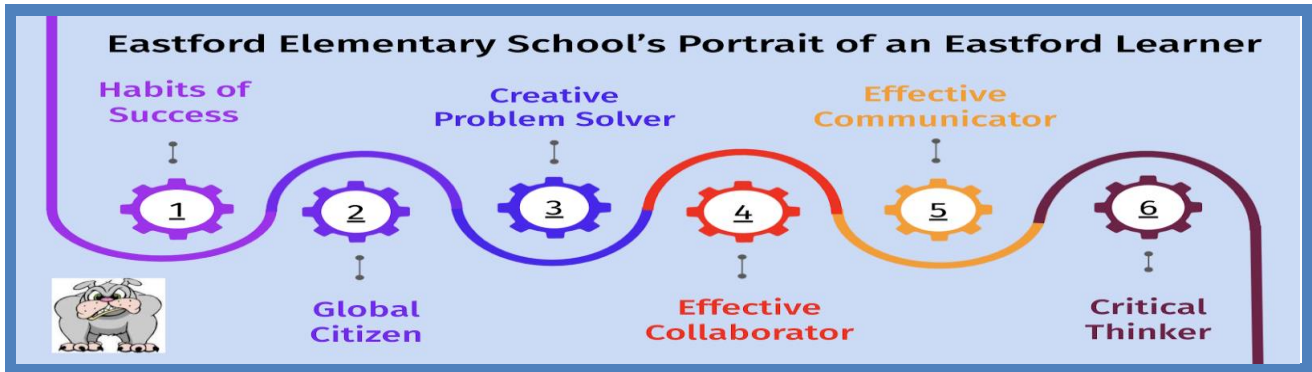 Eastford Elementary School's Portrait of an Eastford Learner
Habits of
Success
1
Global
Citizen
2
Creative
Problem Solver
3
Effective
Collaborator
4
Effective
Communicator
5
Critical
Thinker
6